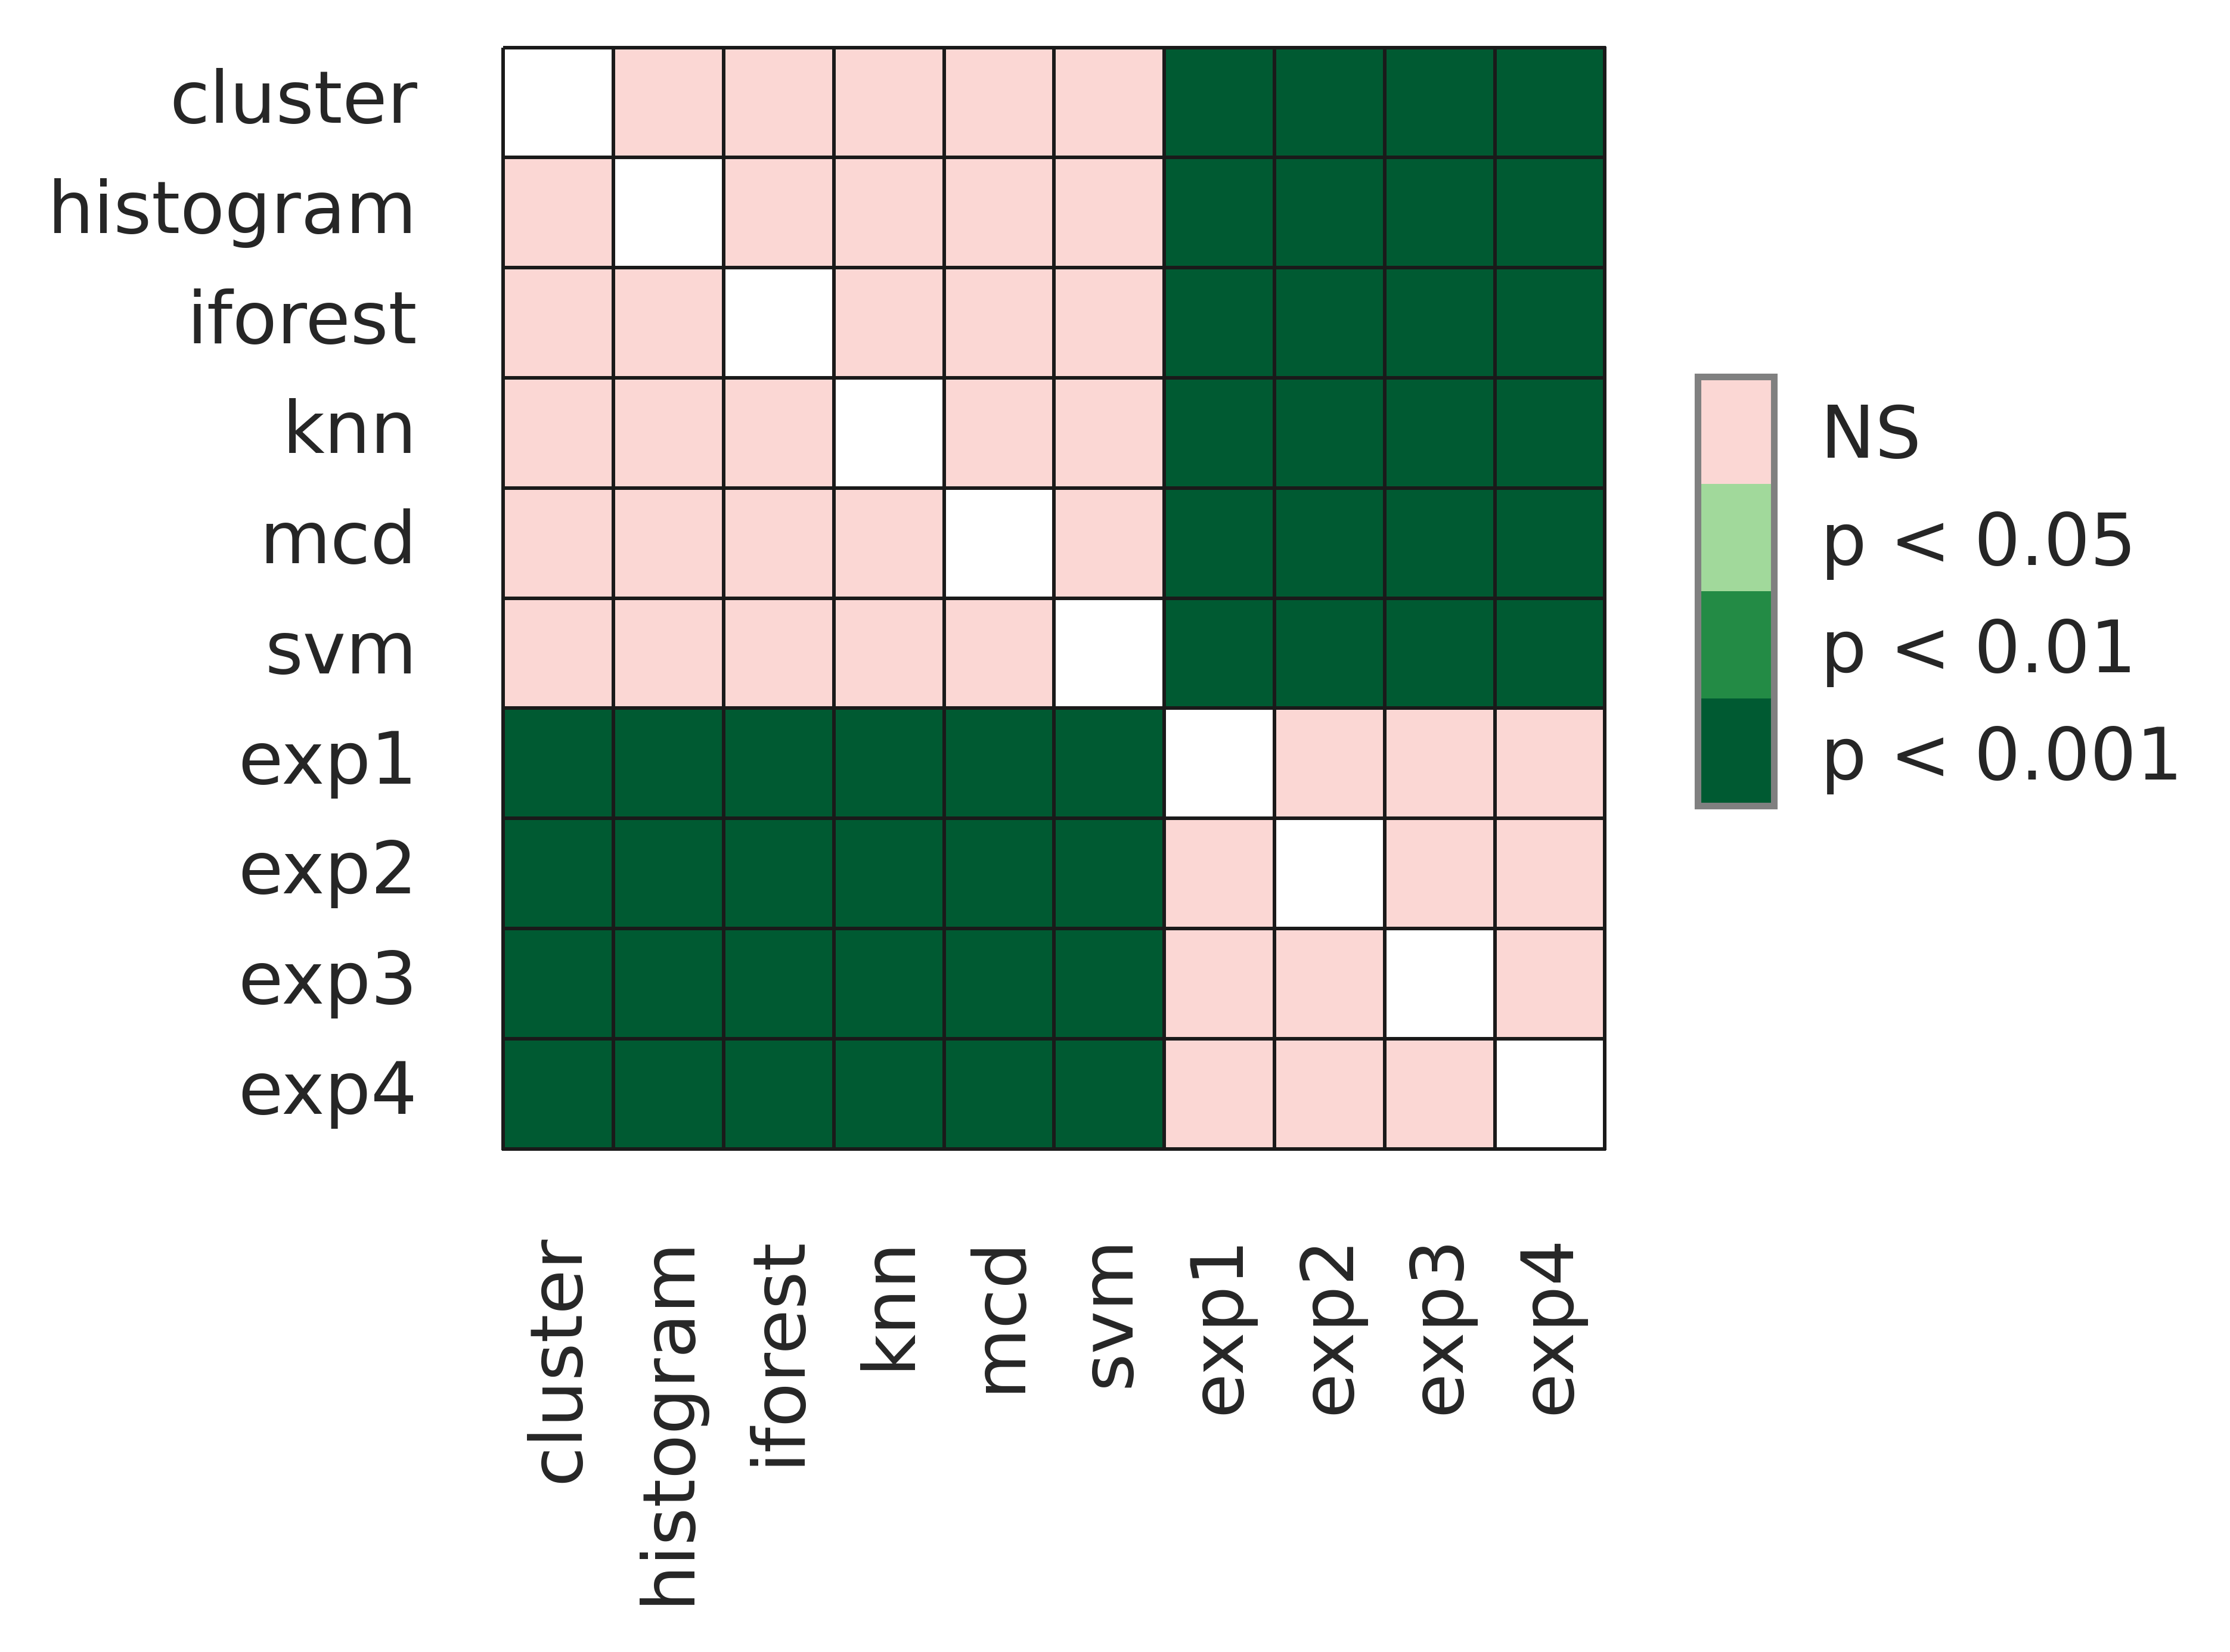 cluster
histogram
iforest
knn
mcd
svm
exp1
exp2
exp3
exp4
NS
p < 0.05
p < 0.01
p < 0.001
cluster
histogram
iforest
knn
mcd
svm
exp1
exp2
exp3
exp4